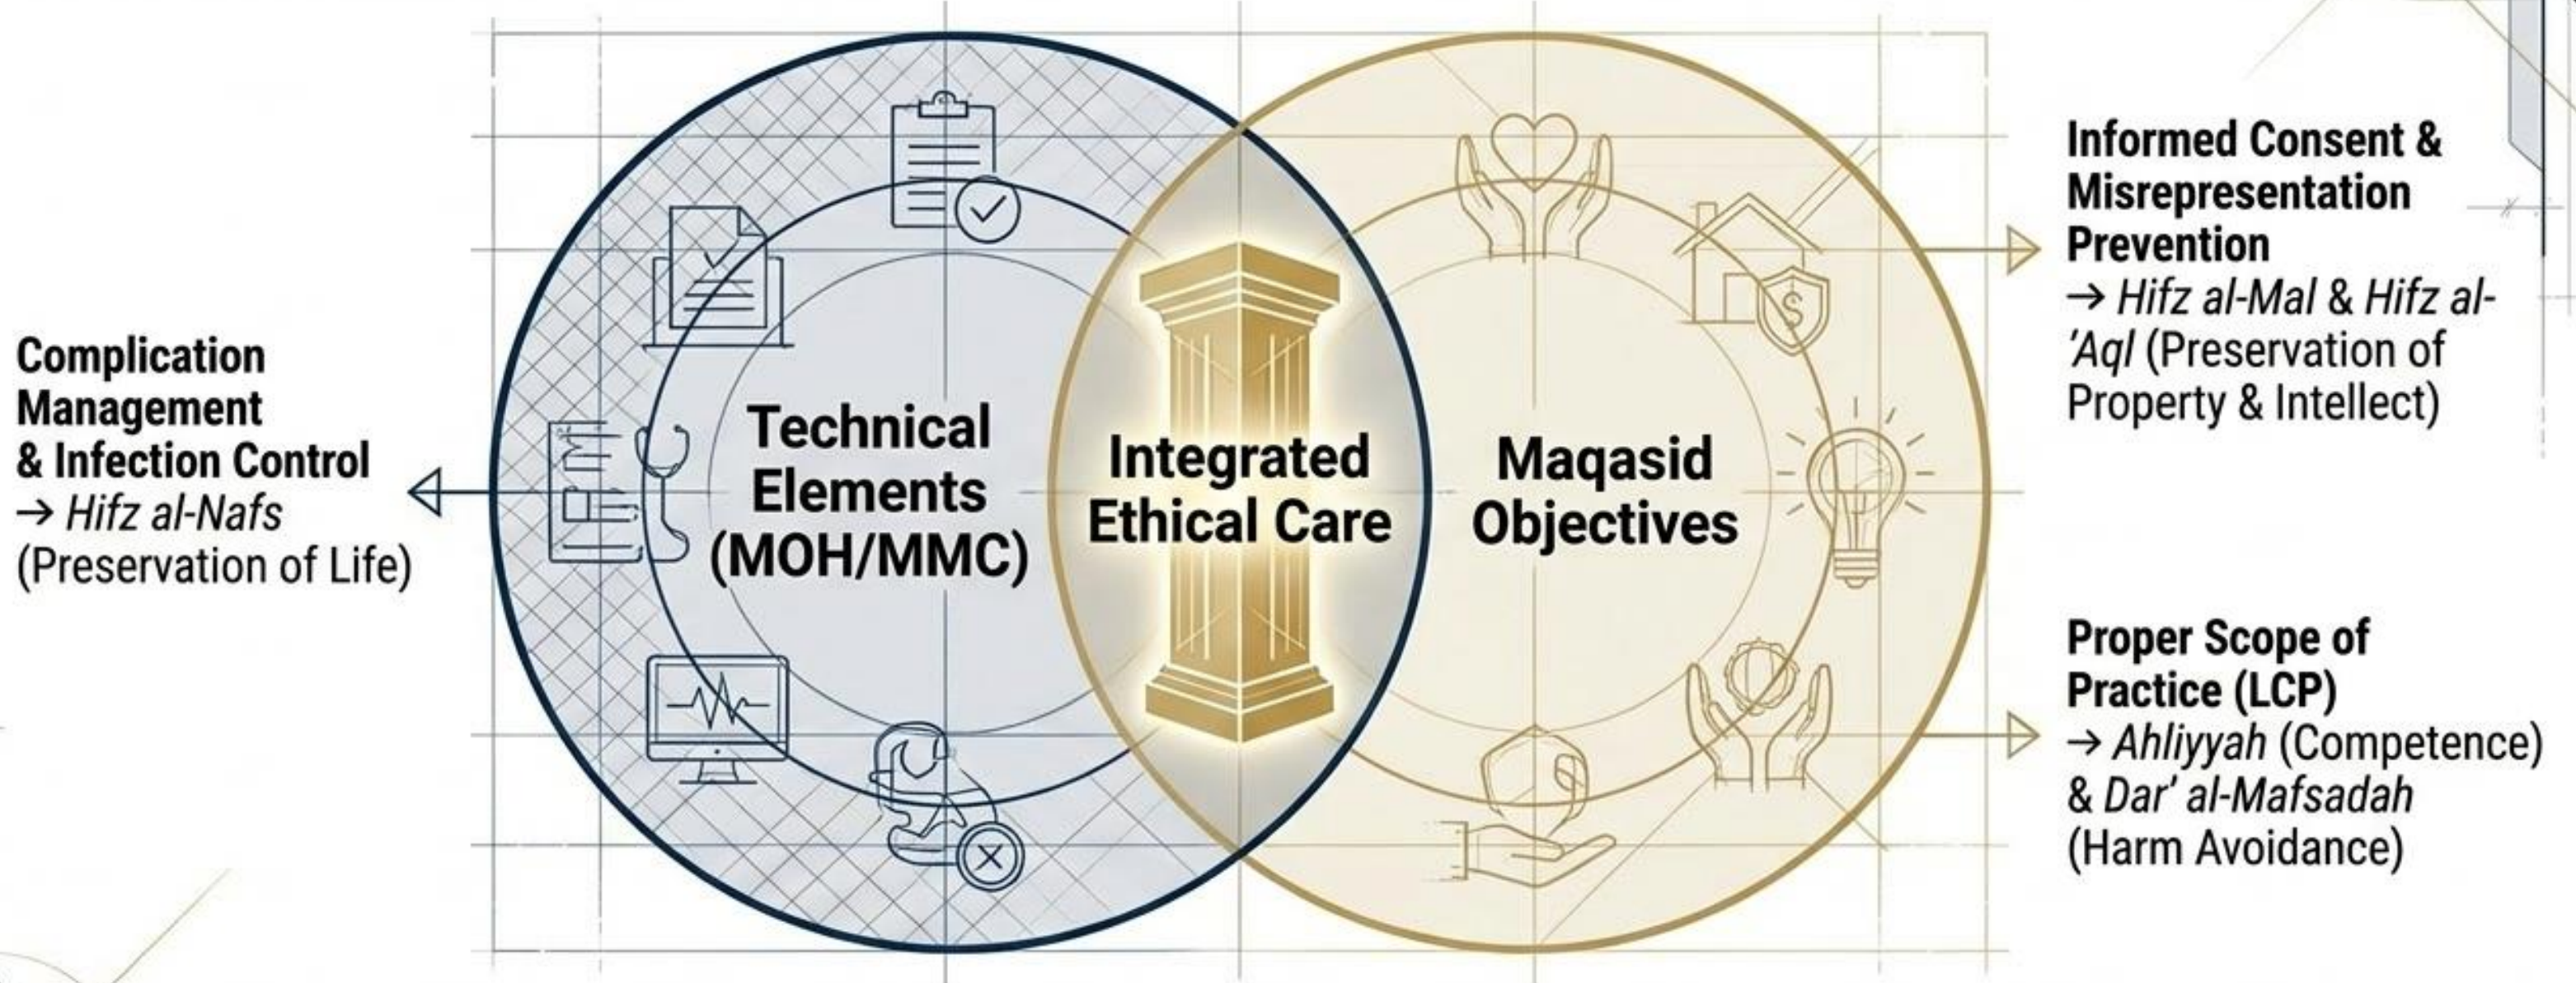 Complication
Management
& Infection Control
→ Hifz al-Nafs
(Preservation of Life)
Technical
Elements
(MOH/MMC)
Integrated
Ethical Care
Maqasid
Objectives
$
Informed Consent &
Misrepresentation
Prevention
→ Hifz al-Mal & Hifz al-
'Aql (Preservation of
Property & Intellect)
Proper Scope of
Practice (LCP)
→ Ahliyyah (Competence)
& Dar' al-Mafsadah
(Harm Avoidance)